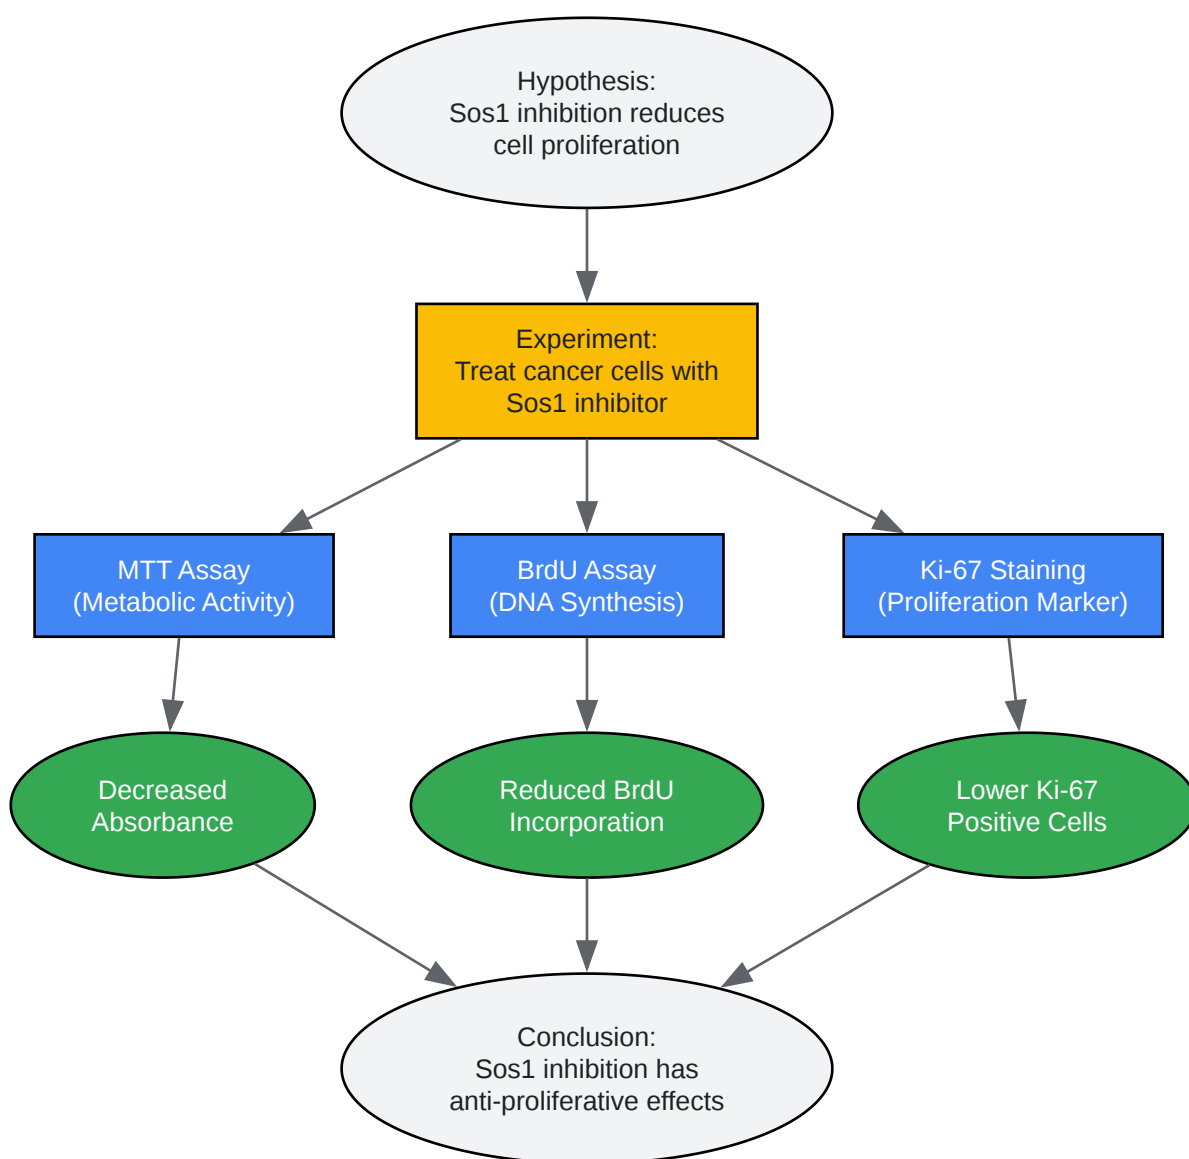 Hypothesis:
Sos1 inhibition reduces
cell proliferation
Experiment:
Treat cancer cells with
Sos1 inhibitor
MTT Assay
(Metabolic Activity)
BrdU Assay
(DNA Synthesis)
Ki-67 Staining
(Proliferation Marker)
Decreased
Absorbance
Reduced BrdU
Incorporation
Lower Ki-67
Positive Cells
Conclusion:
Sos1 inhibition has
anti-proliferative effects